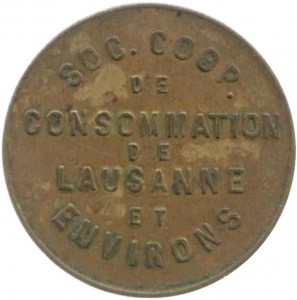 SOC. COOP.
DE
CONSOMMATION
DE
LAUSANNE
ET
ENVIRONS